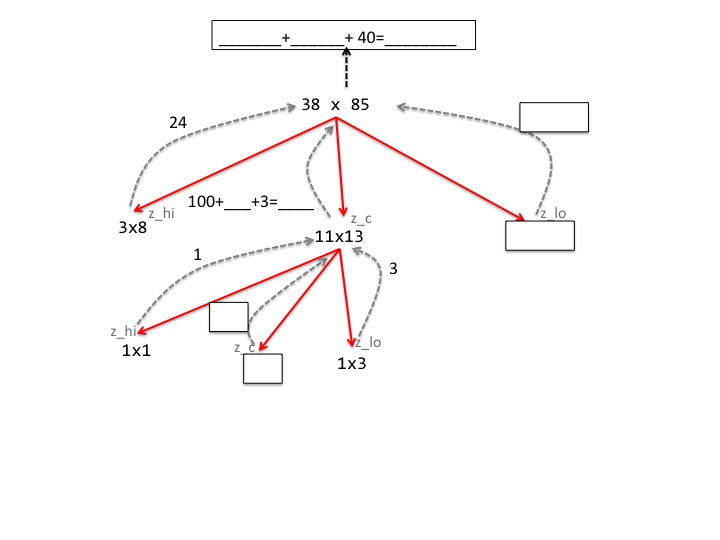 _______+______+ 40=________
38 x 85
24
z_hi
3x8
100+___+3=____
z_c
11x13
z_lo
1
3
z_hi
1x1
z_c
z_lo
1x3